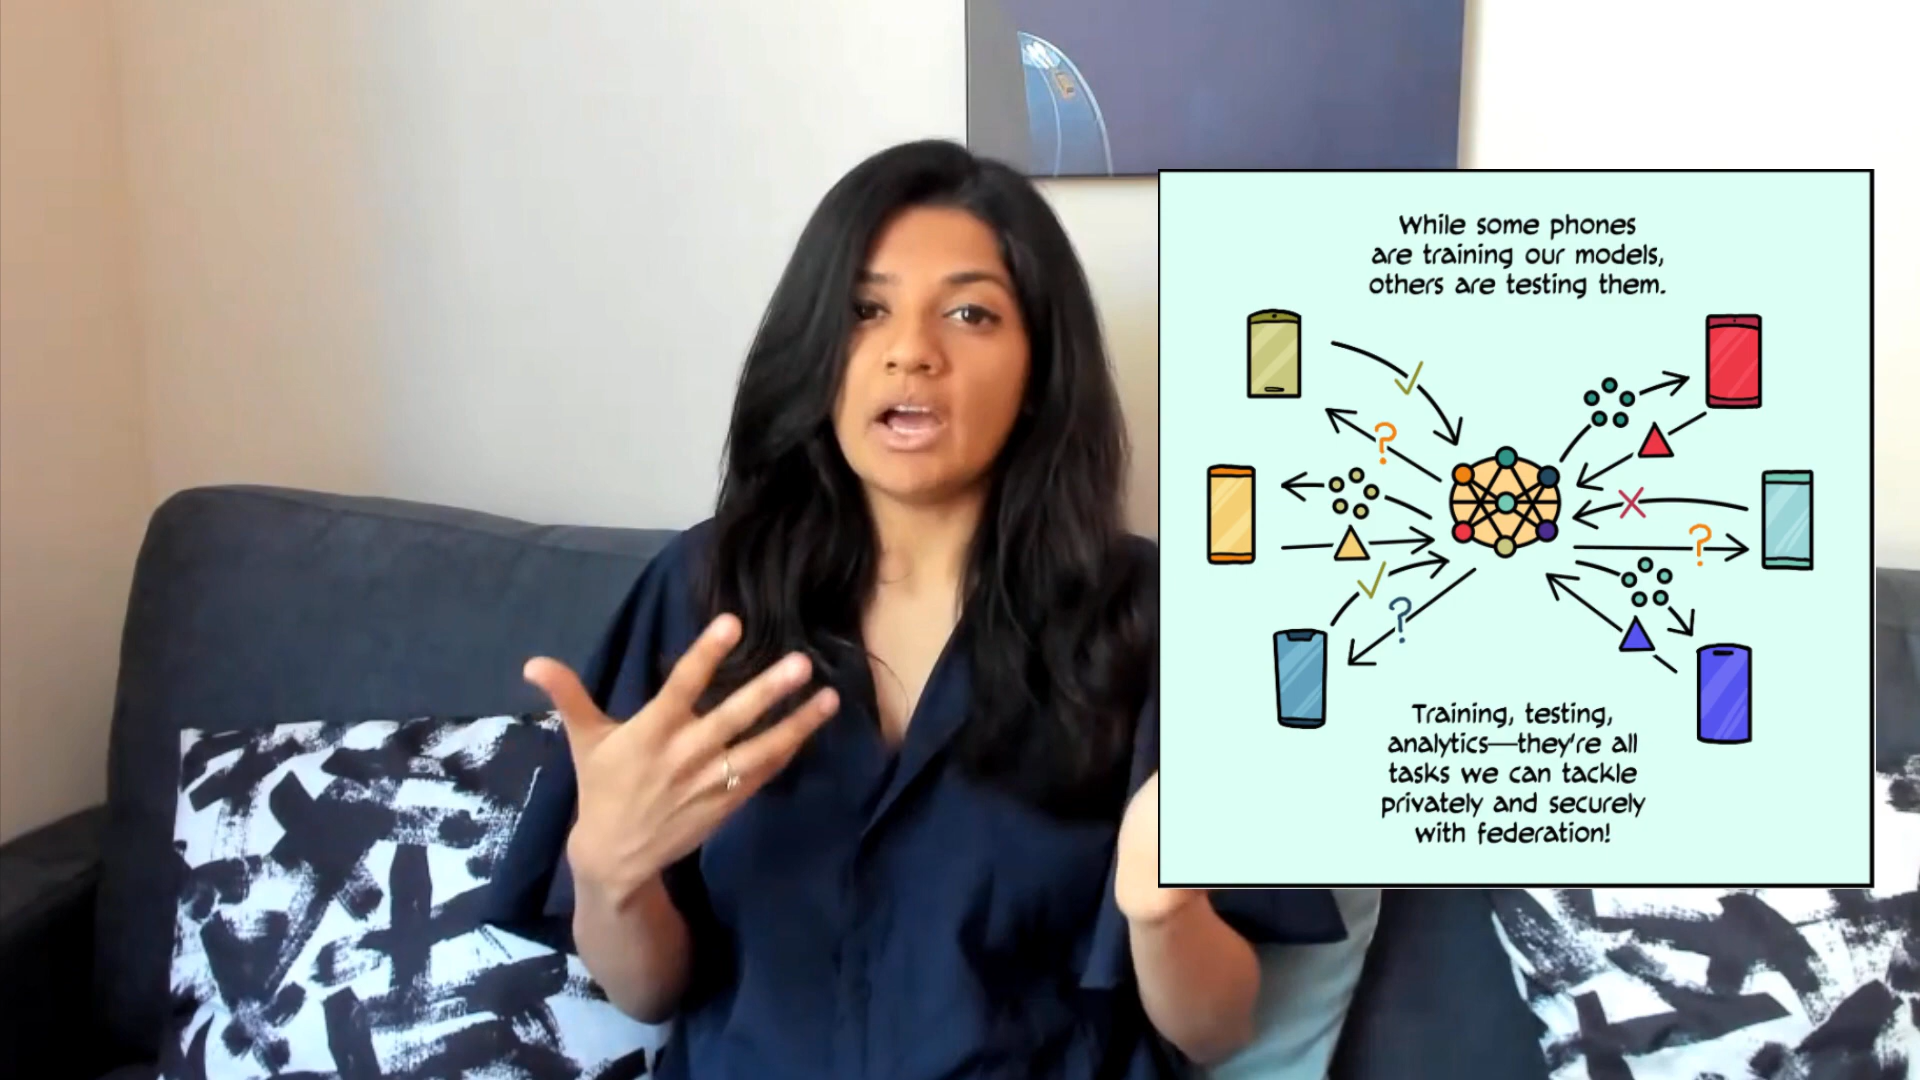 While some phones
are training our models,
others are testing them.
?
?
?
Training, testing,
analytics—they're all
tasks we can tackle
privately and securely
with federation!